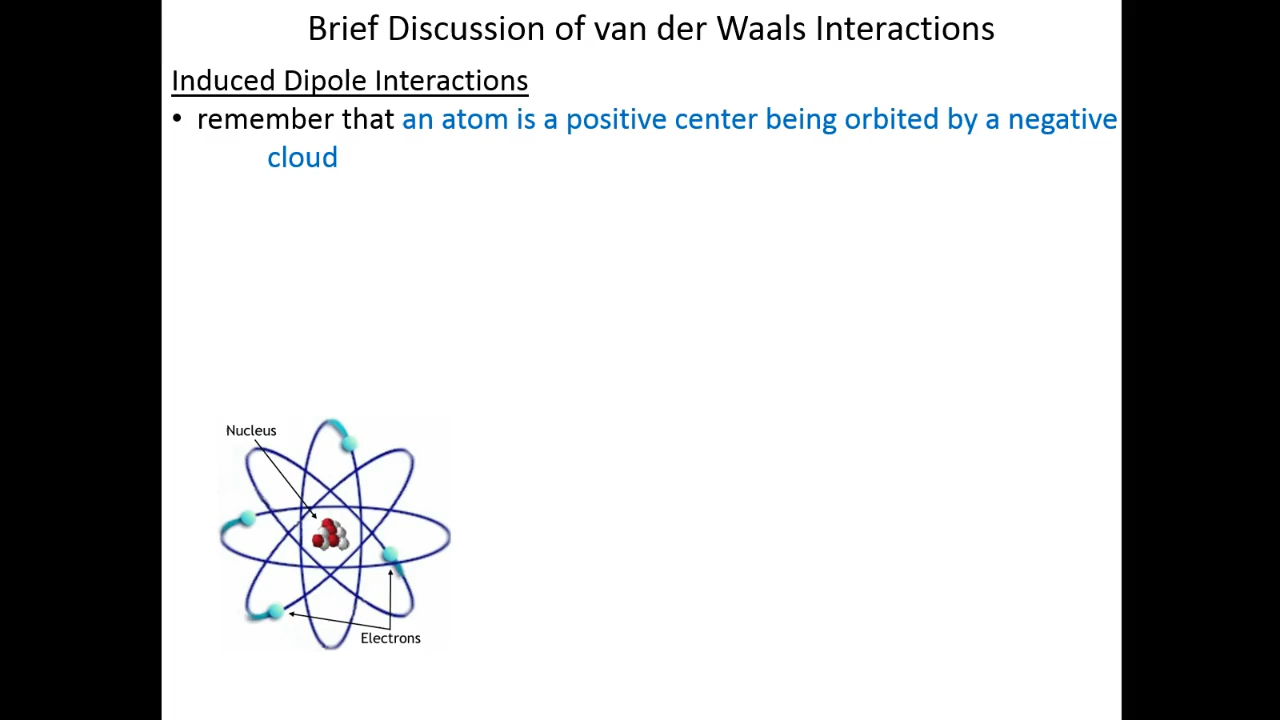 Brief Discussion of van der Waals Interactions
Induced Dipole Interactions
• remember that an atom is a positive center being orbited by a negative
cloud
Nucleus
Electrons